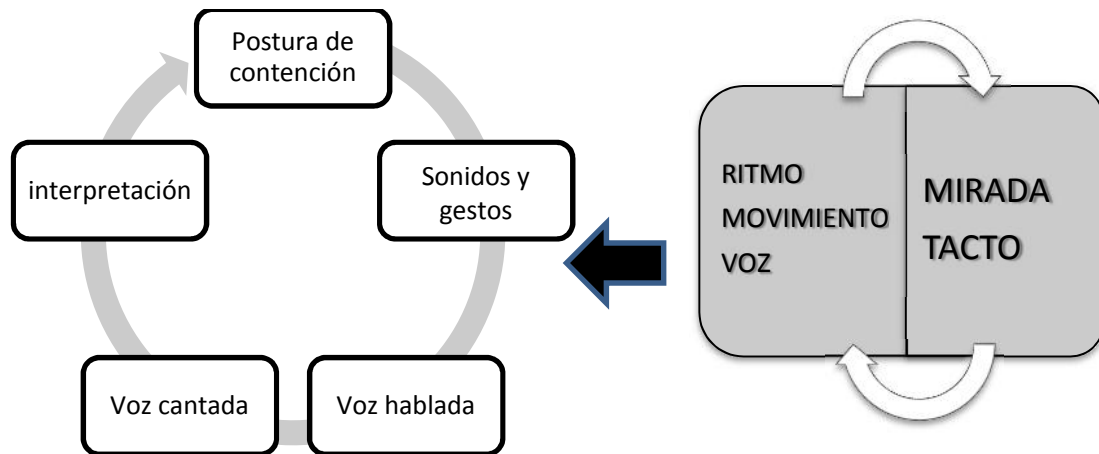 Postura de
contención
Sonidos y
gestos
Voz hablada
Voz cantada
interpretación
RITMO
MOVIMIENTO
VOZ
MIRADA
TACTO